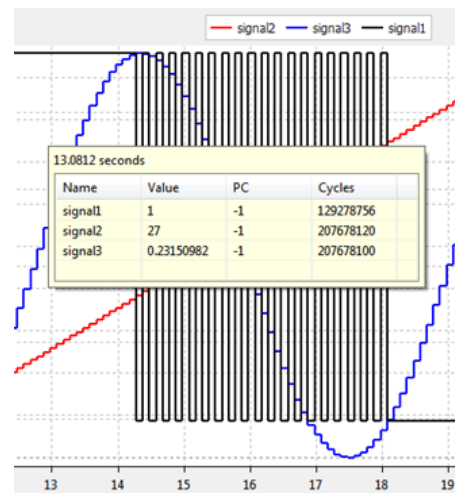 signal2 signal3 signal1
13.0812 seconds
Name Value PC Cycles
signal1 1 -1 129278756
signal2 27 -1 207678120
signal3 0.23150982 -1 207678100
13 14 15 16 17 18 19